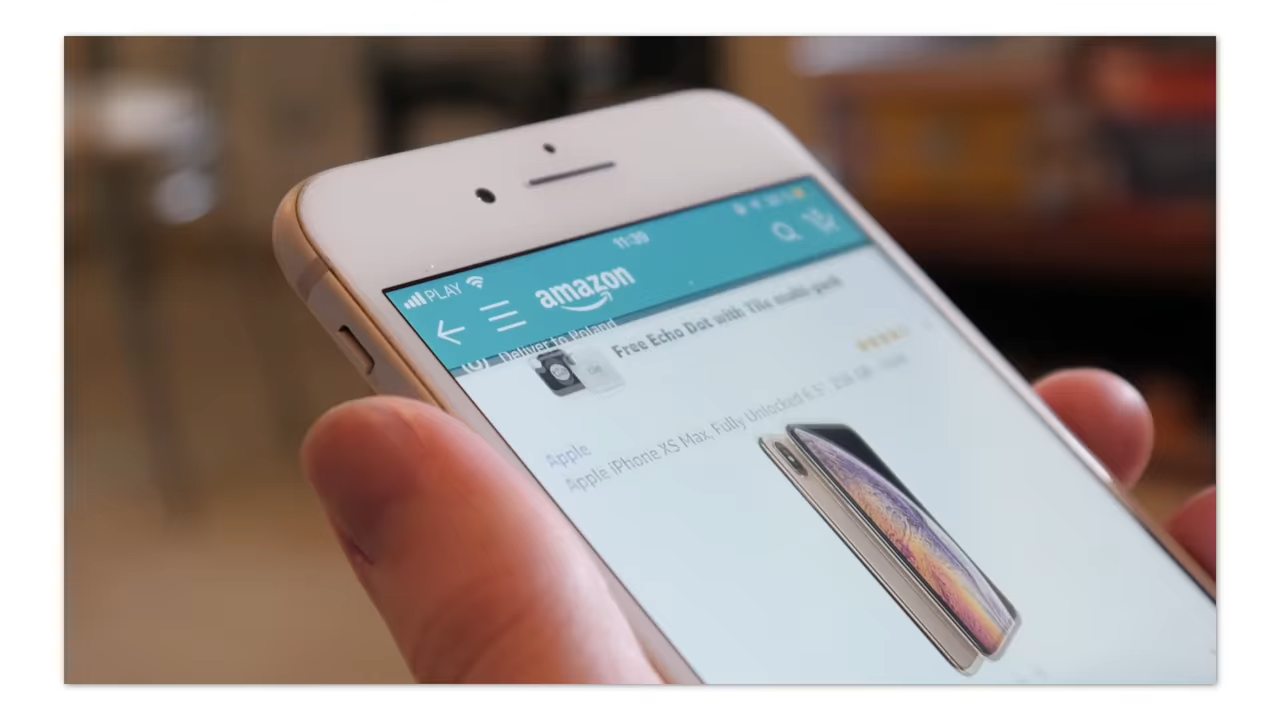 PLAY
11:39
amazon
Deliver to Poland
Free Echo Dot with Tile multi-pack
Apple
Apple iPhone XS Max, Fully Unlocked 6.5", 256 GB -